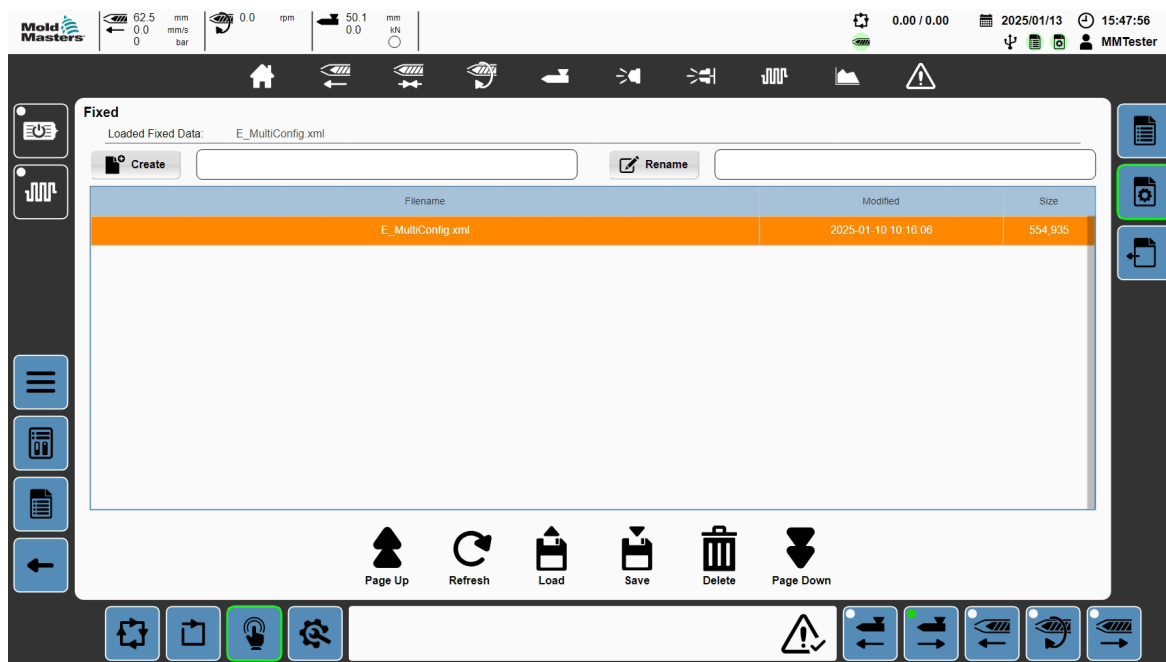 Mold
Masters
62.5 mm
0.0 mm/s
0 bar
0.0 rpm
50.1 mm
0.0 kN
0.00 / 0.00
2025/01/13
15:47:56
MMTester
Fixed
Loaded Fixed Data: E_MultiConfig.xml
Create
Rename
Filename Modified Size
E_MultiConfig.xml 2025-01-10 10:16:06 554,935
Page Up Refresh Load Save Delete Page Down